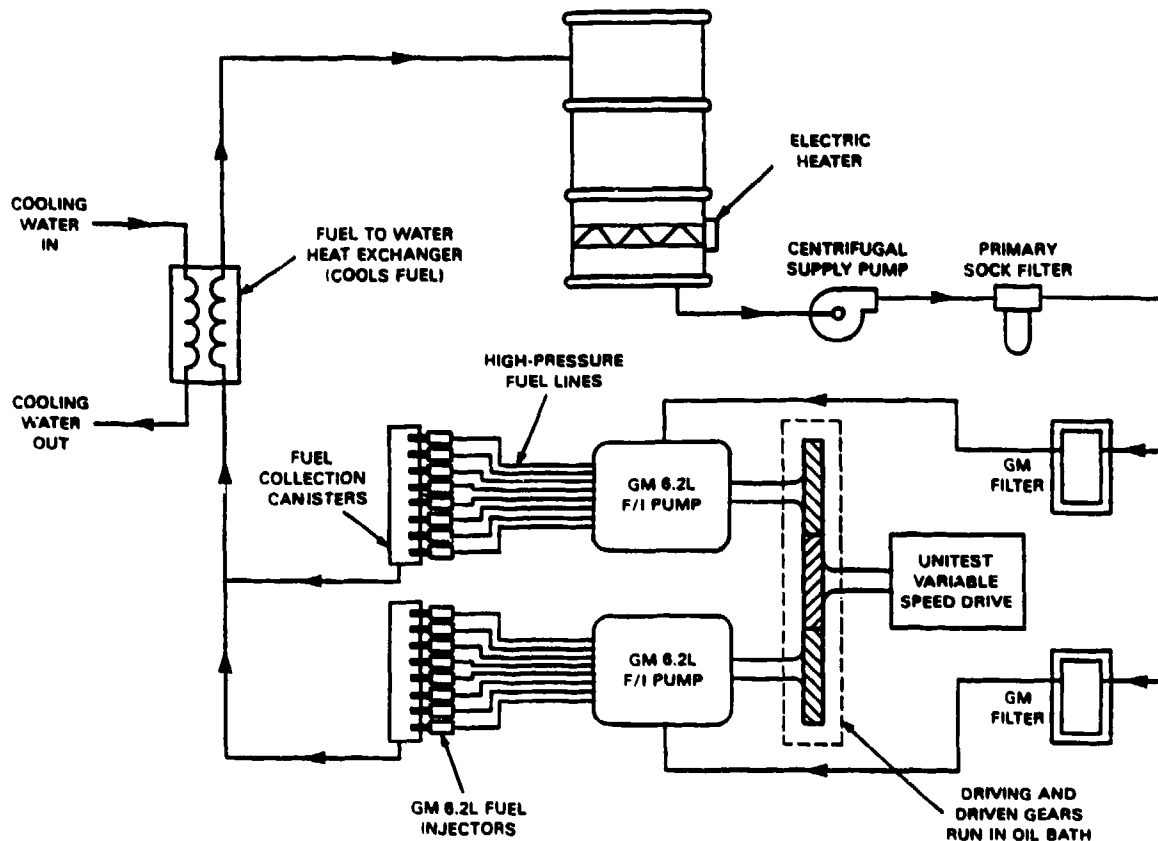 ELECTRIC
HEATER
COOLING
WATER
IN
FUEL TO WATER
HEAT EXCHANGER
(COOLS FUEL)
CENTRIFUGAL
SUPPLY PUMP
PRIMARY
SOCK FILTER
COOLING
WATER
OUT
HIGH-PRESSURE
FUEL LINES
FUEL
COLLECTION
CANISTERS
GM 6.2L
F/I PUMP
GM
FILTER
UNITEST
VARIABLE
SPEED DRIVE
GM 6.2L
F/I PUMP
GM
FILTER
GM 6.2L FUEL
INJECTORS
DRIVING AND
DRIVEN GEARS
RUN IN OIL BATH